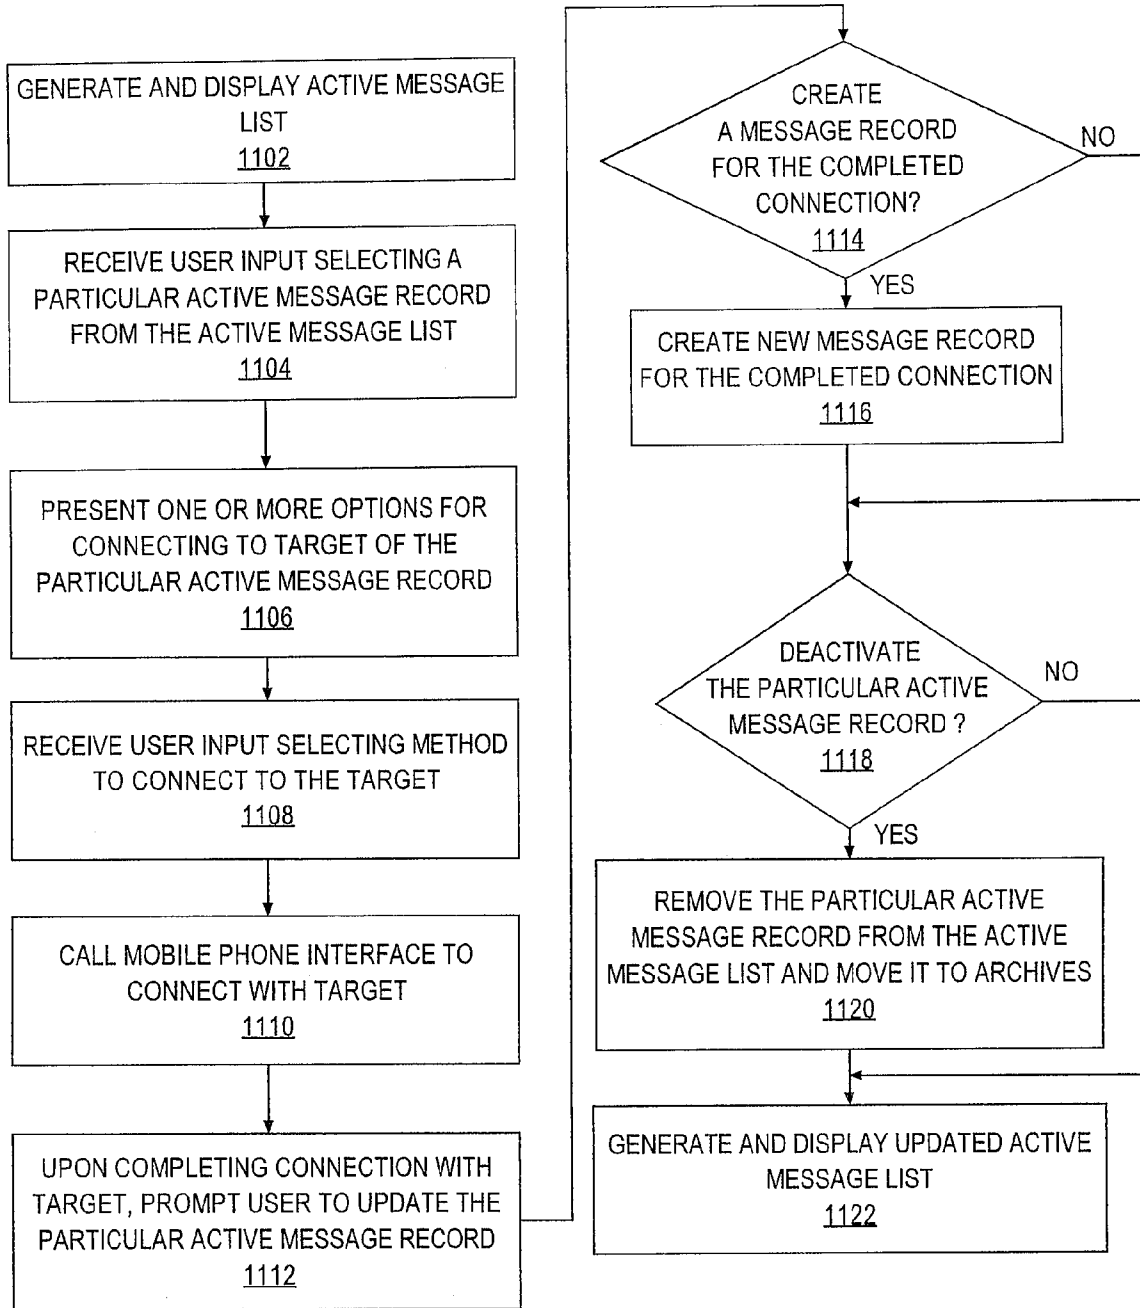 GENERATE AND DISPLAY ACTIVE MESSAGE
LIST
1102
RECEIVE USER INPUT SELECTING A
PARTICULAR ACTIVE MESSAGE RECORD
FROM THE ACTIVE MESSAGE LIST
1104
PRESENT ONE OR MORE OPTIONS FOR
CONNECTING TO TARGET OF THE
PARTICULAR ACTIVE MESSAGE RECORD
1106
RECEIVE USER INPUT SELECTING METHOD
TO CONNECT TO THE TARGET
1108
CALL MOBILE PHONE INTERFACE TO
CONNECT WITH TARGET
1110
UPON COMPLETING CONNECTION WITH
TARGET, PROMPT USER TO UPDATE THE
PARTICULAR ACTIVE MESSAGE RECORD
1112
CREATE
A MESSAGE RECORD
FOR THE COMPLETED
CONNECTION?
1114
NO
YES
CREATE NEW MESSAGE RECORD
FOR THE COMPLETED CONNECTION
1116
DEACTIVATE
THE PARTICULAR ACTIVE
MESSAGE RECORD ?
1118
NO
YES
REMOVE THE PARTICULAR ACTIVE
MESSAGE RECORD FROM THE ACTIVE
MESSAGE LIST AND MOVE IT TO ARCHIVES
1120
GENERATE AND DISPLAY UPDATED ACTIVE
MESSAGE LIST
1122